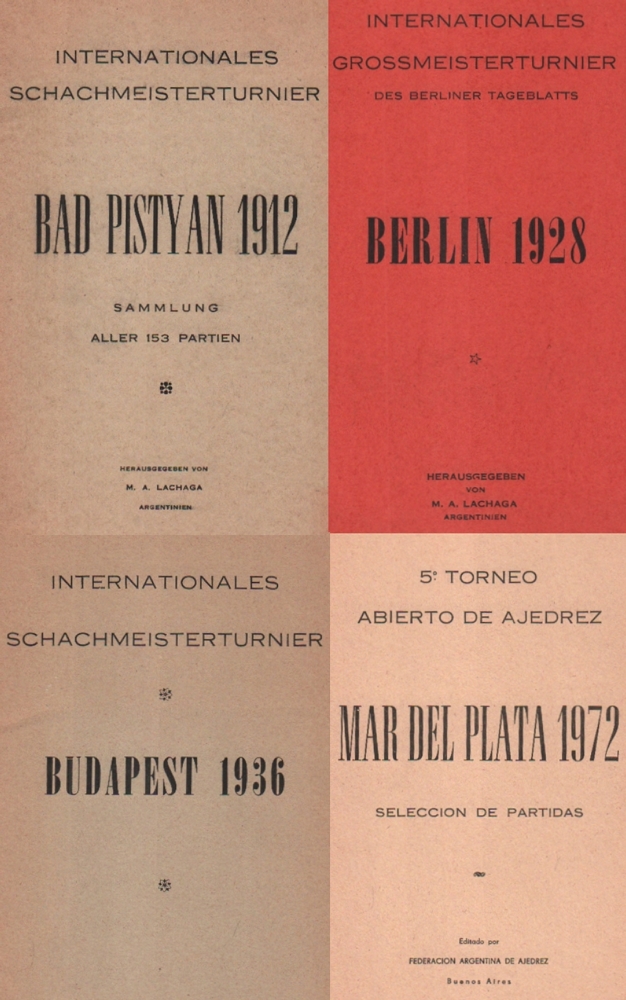 INTERNATIONALES
SCHACHMEISTERTURNIER
BAD PISTYAN 1912
SAMMLUNG
ALLER 153 PARTIEN
HERAUSGEGEBEN VON
M. A. LACHAGA
ARGENTINIEN
INTERNATIONALES
GROSSMEISTERTURNIER
DES BERLINER TAGEBLATTS
BERLIN 1928
HERAUSGEGEBEN
VON
M. A. LACHAGA
ARGENTINIEN
INTERNATIONALES
SCHACHMEISTERTURNIER
BUDAPEST 1936
5º TORNEO
ABIERTO DE AJEDREZ
MAR DEL PLATA 1972
SELECCION DE PARTIDAS
Editado por
FEDERACION ARGENTINA DE AJEDREZ
Buenos Aires